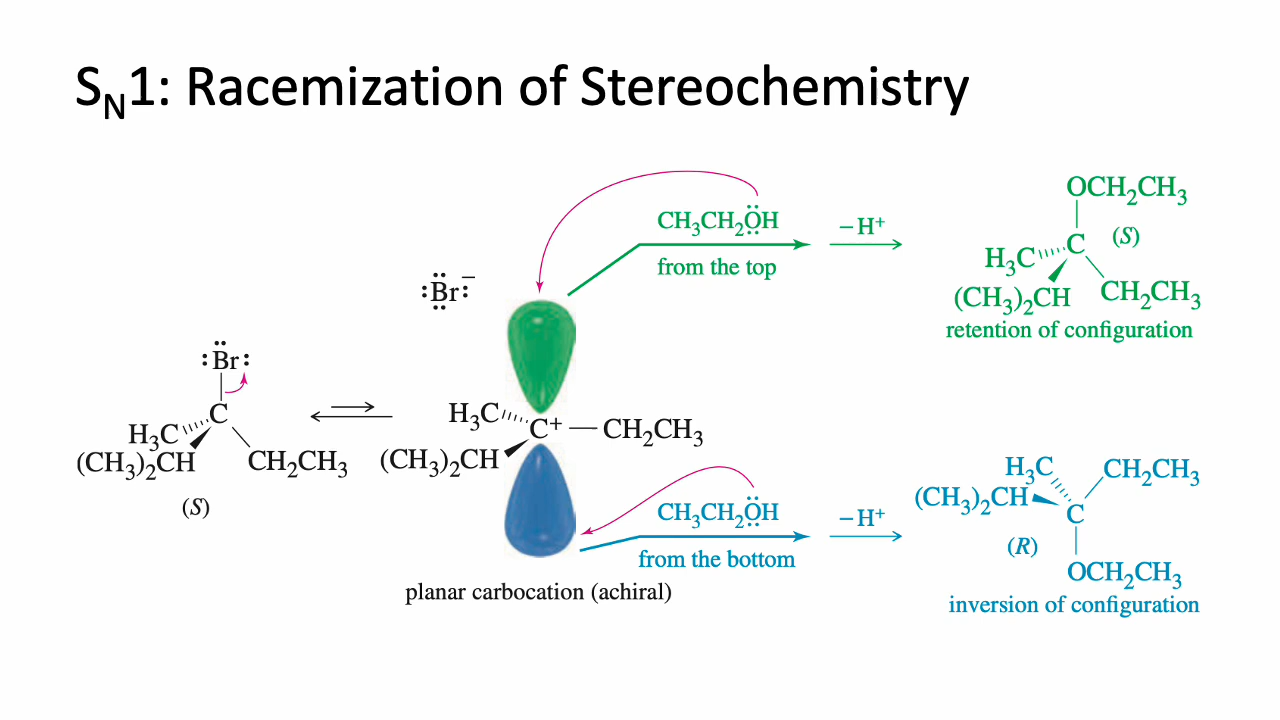 S_N1: Racemization of Stereochemistry
:B̈r:
C
H₃C
(CH₃)₂CH
CH₂CH₃
(S)
:Br:⁻
H₃C
C⁺
CH₂CH₃
(CH₃)₂CH
planar carbocation (achiral)
CH₃CH₂ÖH
from the top
–H⁺
OCH₂CH₃
C
(S)
H₃C
(CH₃)₂CH
CH₂CH₃
retention of configuration
CH₃CH₂ÖH
from the bottom
–H⁺
H₃C
CH₂CH₃
(CH₃)₂CH
C
(R)
OCH₂CH₃
inversion of configuration